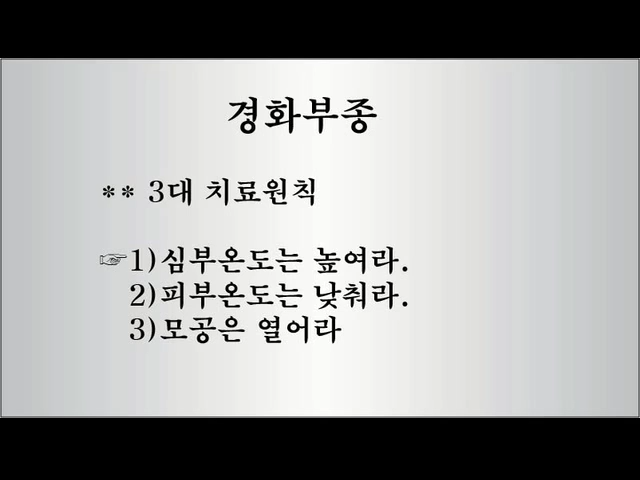 경화부종
** 3대 치료원칙
☞1)심부온도는 높여라.
2)피부온도는 낮춰라.
3)모공은 열어라